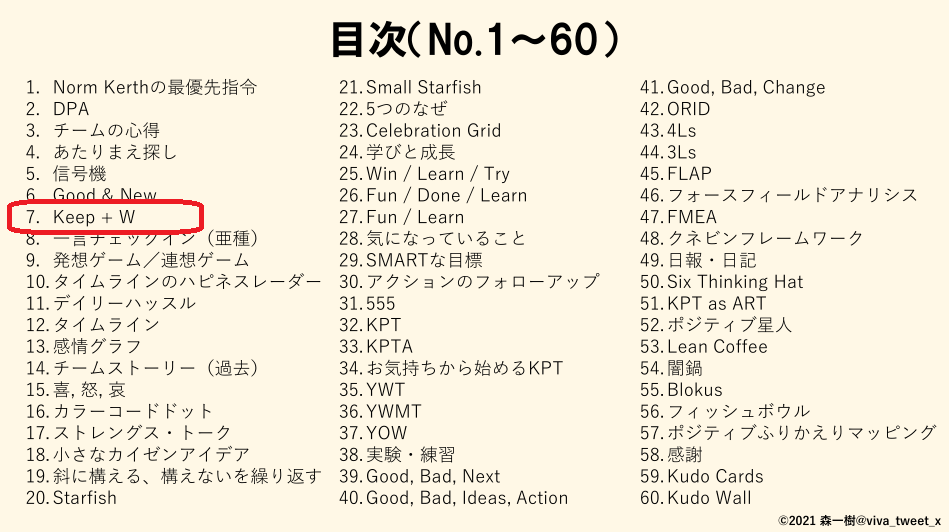 目次(No.1～60)
1. Norm Kerthの最優先指令
2. DPA
3. チームの心得
4. あたりまえ探し
5. 信号機
6. Good & New
7. Keep + W
8. 一言チェックイン（亜種）
9. 発想ゲーム／連想ゲーム
10. タイムラインのハピネスレーダー
11. デイリーハッスル
12. タイムライン
13. 感情グラフ
14. チームストーリー（過去）
15. 喜, 怒, 哀
16. カラーコードドット
17. ストレングス・トーク
18. 小さなカイゼンアイデア
19. 斜に構える、構えないを繰り返す
20. Starfish
21. Small Starfish
22. 5つのなぜ
23. Celebration Grid
24. 学びと成長
25. Win / Learn / Try
26. Fun / Done / Learn
27. Fun / Learn
28. 気になっていること
29. SMARTな目標
30. アクションのフォローアップ
31. 555
32. KPT
33. KPTA
34. お気持ちから始めるKPT
35. YWT
36. YWMT
37. YOW
38. 実験・練習
39. Good, Bad, Next
40. Good, Bad, Ideas, Action
41. Good, Bad, Change
42. ORID
43. 4Ls
44. 3Ls
45. FLAP
46. フォースフィールドアナリシス
47. FMEA
48. クネビンフレームワーク
49. 日報・日記
50. Six Thinking Hat
51. KPT as ART
52. ポジティブ星人
53. Lean Coffee
54. 闇鍋
55. Blokus
56. フィッシュボウル
57. ポジティブふりかえりマッピング
58. 感謝
59. Kudo Cards
60. Kudo Wall
©2021 森一樹@viva_tweet_x